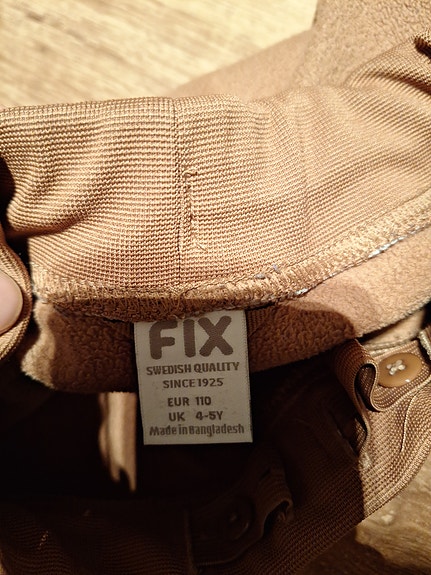 FIX
SWEDISH QUALITY
SINCE 1925
EUR 110
UK 4-5Y
Made in Bangladesh